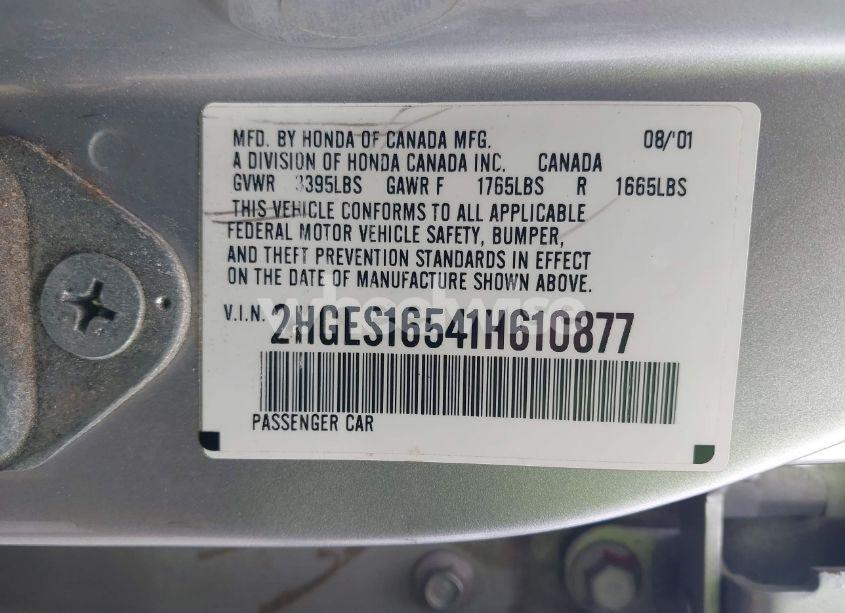 MFD. BY HONDA OF CANADA MFG. 08/'01
A DIVISION OF HONDA CANADA INC. CANADA
GVWR 3395LBS GAWR F 1765LBS R 1665LBS
THIS VEHICLE CONFORMS TO ALL APPLICABLE
FEDERAL MOTOR VEHICLE SAFETY, BUMPER,
AND THEFT PREVENTION STANDARDS IN EFFECT
ON THE DATE OF MANUFACTURE SHOWN ABOVE.
V.I.N. 2HGES16541H610877
PASSENGER CAR